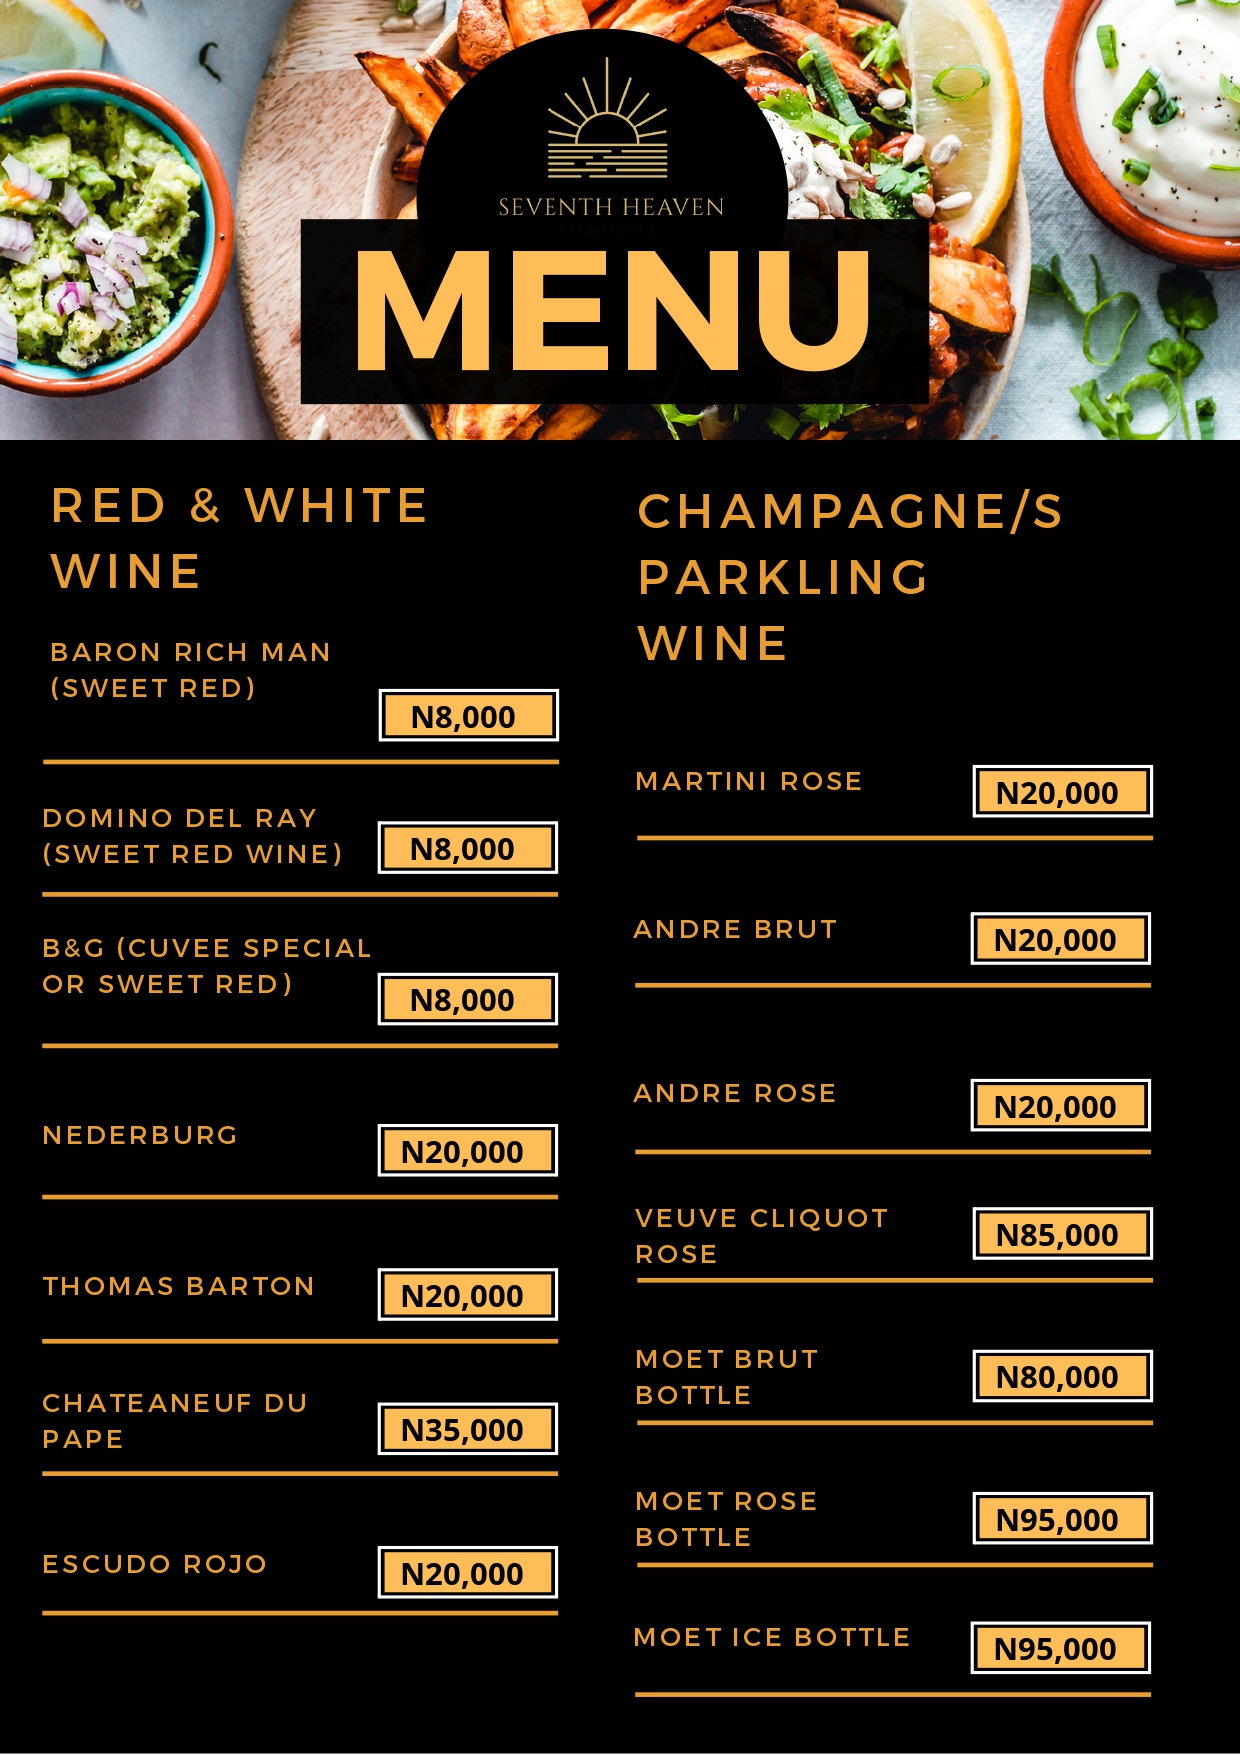 SEVENTH HEAVEN
BAR & LOUNGE
MENU
RED & WHITE
WINE
BARON RICH MAN
(SWEET RED)
N8,000
DOMINO DEL RAY
(SWEET RED WINE)
N8,000
B&G (CUVEE SPECIAL
OR SWEET RED)
N8,000
NEDERBURG
N20,000
THOMAS BARTON
N20,000
CHATEANEUF DU
PAPE
N35,000
ESCUDO ROJO
N20,000
CHAMPAGNE/S
PARKLING
WINE
MARTINI ROSE
N20,000
ANDRE BRUT
N20,000
ANDRE ROSE
N20,000
VEUVE CLIQUOT
ROSE
N85,000
MOET BRUT
BOTTLE
N80,000
MOET ROSE
BOTTLE
N95,000
MOET ICE BOTTLE
N95,000